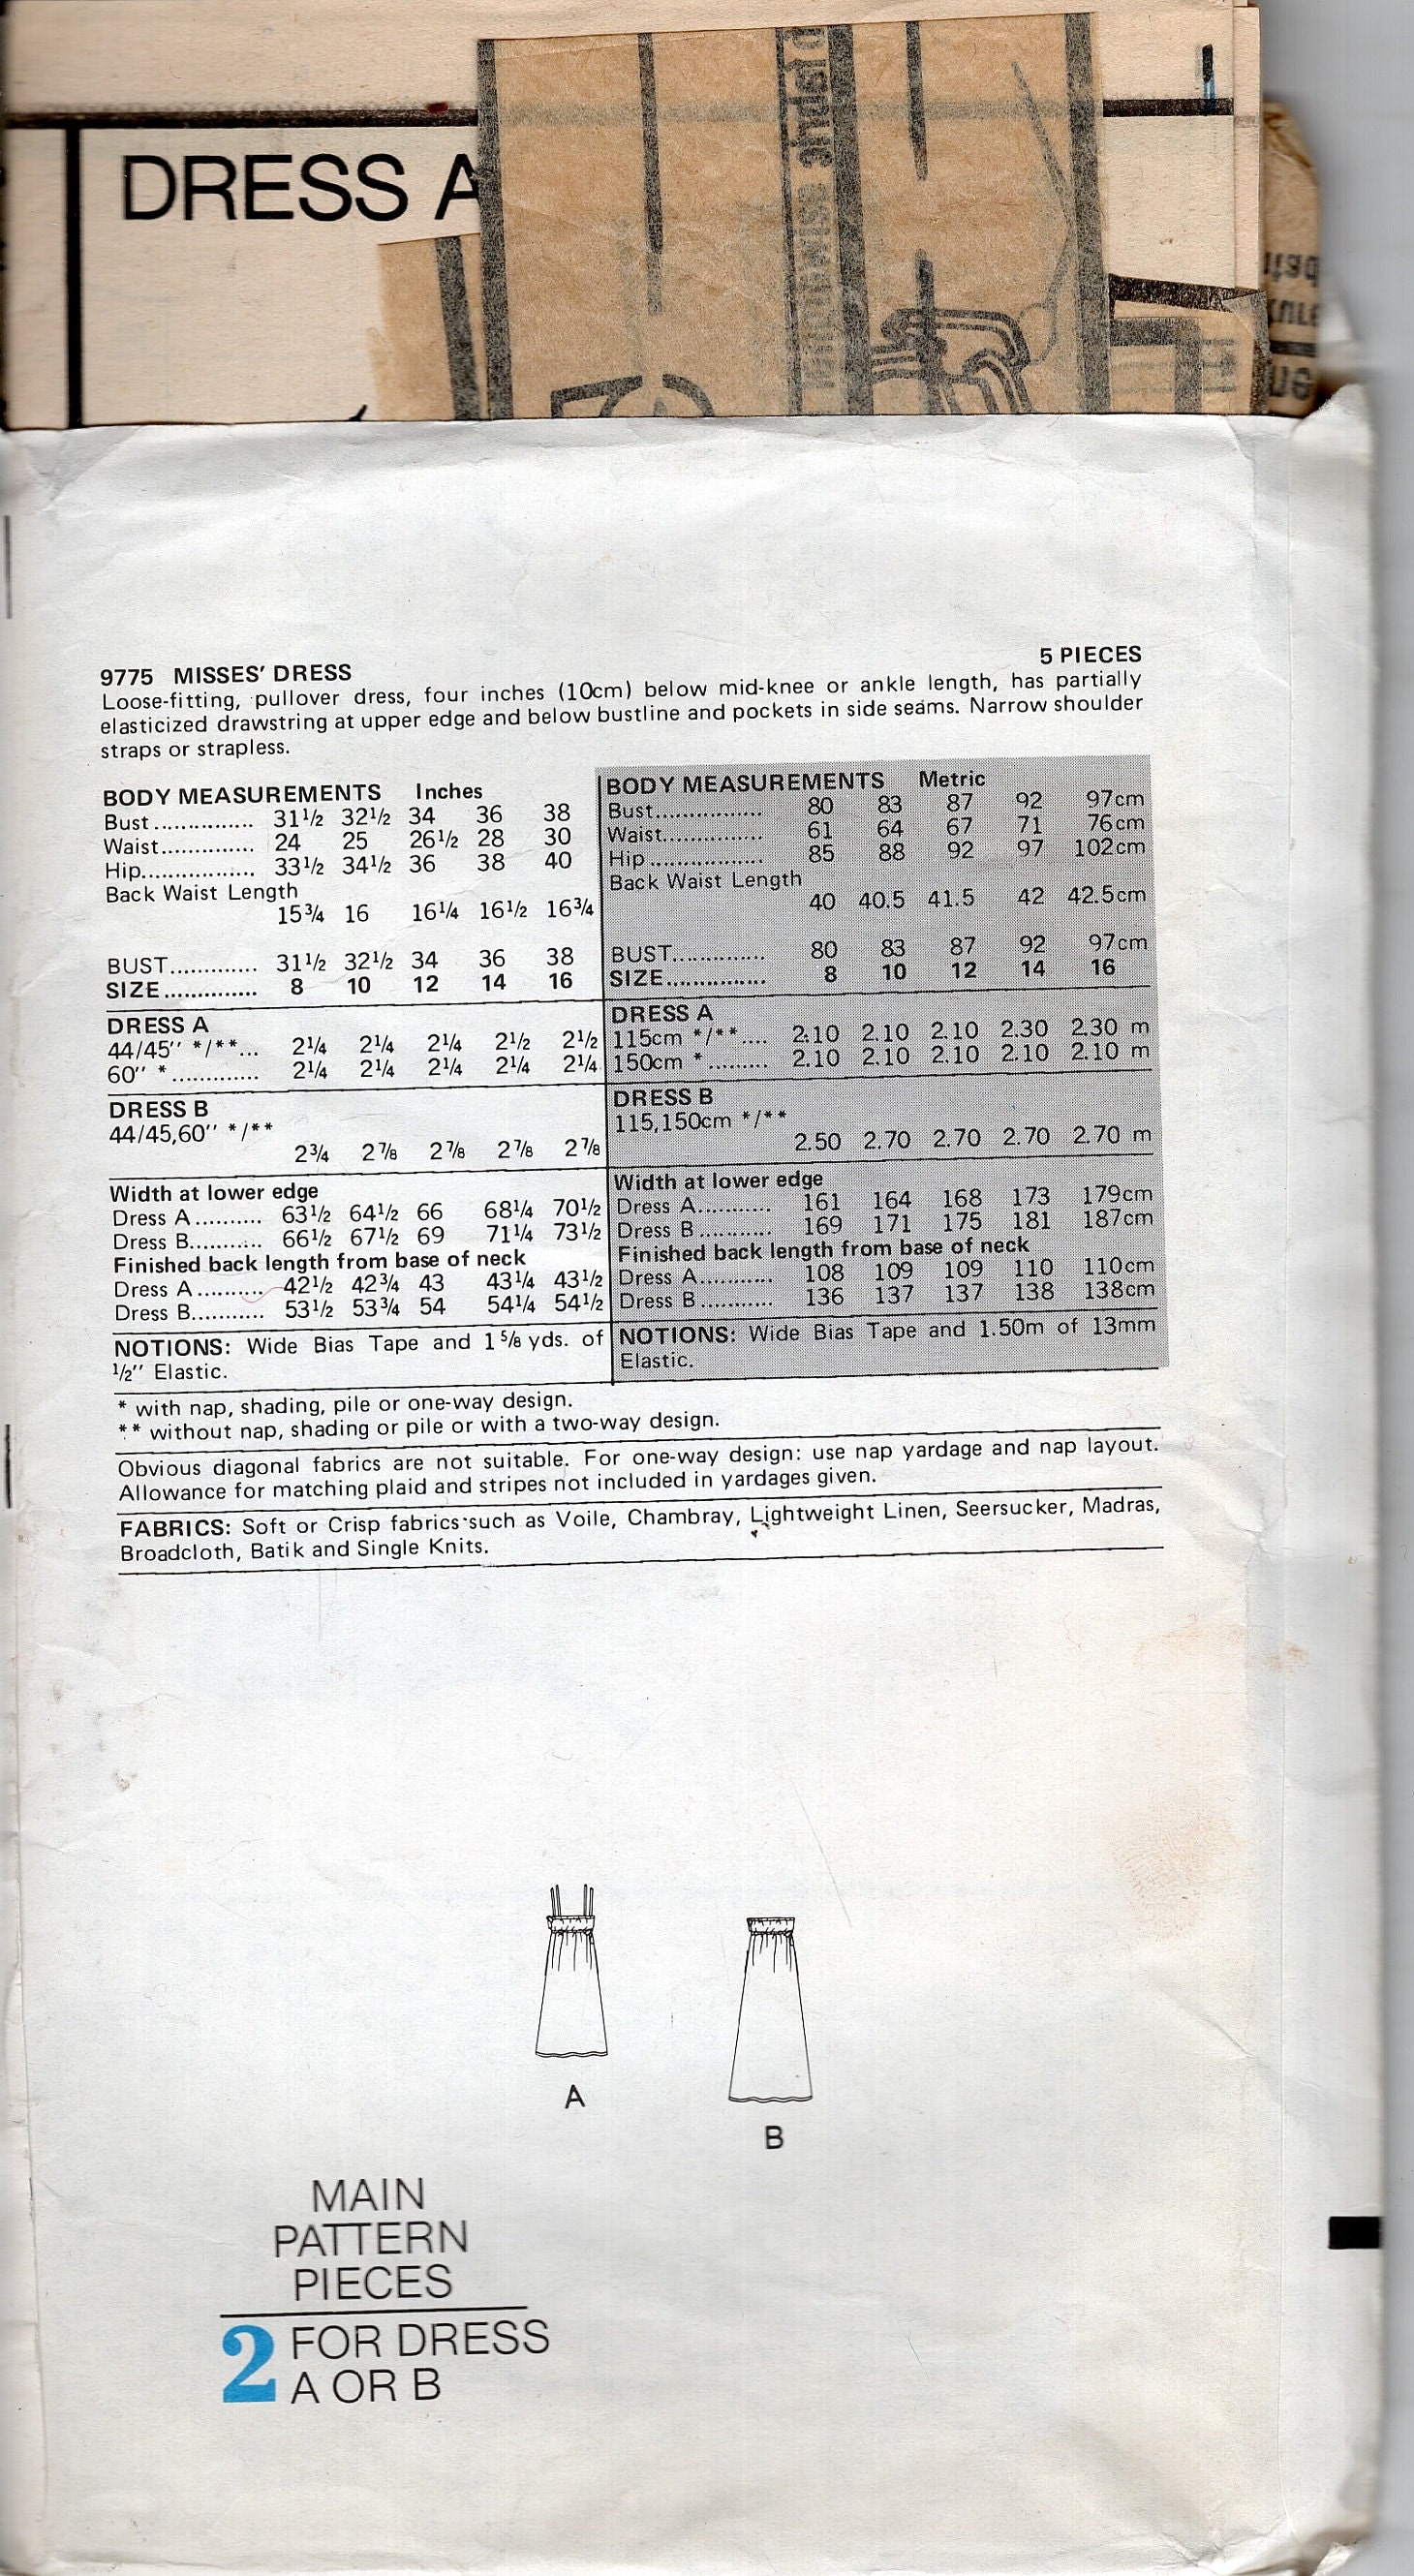 DRESS A
9775 MISSES' DRESS
5 PIECES
Loose-fitting, pullover dress, four inches (10cm) below mid-knee or ankle length, has partially
elasticized drawstring at upper edge and below bustline and pockets in side seams. Narrow shoulder
straps or strapless.
BODY MEASUREMENTS Inches
Bust............... 31½ 32½ 34 36 38
Waist.............. 24 25 26½ 28 30
Hip................. 33½ 34½ 36 38 40
Back Waist Length
15¾ 16 16¼ 16½ 16¾
BUST............. 31½ 32½ 34 36 38
SIZE.............. 8 10 12 14 16
DRESS A
44/45'' */**... 2¼ 2¼ 2¼ 2½ 2½
60'' *............. 2¼ 2¼ 2¼ 2¼ 2¼
DRESS B
44/45,60'' */**
2¾ 2⅞ 2⅞ 2⅞ 2⅞
Width at lower edge
Dress A.......... 63½ 64½ 66 68¼ 70½
Dress B........... 66½ 67½ 69 71¼ 73½
Finished back length from base of neck
Dress A.......... 42½ 42¾ 43 43¼ 43½
Dress B........... 53½ 53¾ 54 54¼ 54½
NOTIONS: Wide Bias Tape and 1⅝ yds. of
½'' Elastic.
BODY MEASUREMENTS Metric
Bust................ 80 83 87 92 97cm
Waist............... 61 64 67 71 76cm
Hip................. 85 88 92 97 102cm
Back Waist Length
40 40.5 41.5 42 42.5cm
BUST.............. 80 83 87 92 97cm
SIZE............... 8 10 12 14 16
DRESS A
115cm */**.... 2.10 2.10 2.10 2.30 2.30 m
150cm *......... 2.10 2.10 2.10 2.10 2.10 m
DRESS B
115,150cm */**
2.50 2.70 2.70 2.70 2.70 m
Width at lower edge
Dress A........... 161 164 168 173 179cm
Dress B........... 169 171 175 181 187cm
Finished back length from base of neck
Dress A........... 108 109 109 110 110cm
Dress B........... 136 137 137 138 138cm
NOTIONS: Wide Bias Tape and 1.50m of 13mm
Elastic.
* with nap, shading, pile or one-way design.
** without nap, shading or pile or with a two-way design.
Obvious diagonal fabrics are not suitable. For one-way design: use nap yardage and nap layout.
Allowance for matching plaid and stripes not included in yardages given.
FABRICS: Soft or Crisp fabrics such as Voile, Chambray, Lightweight Linen, Seersucker, Madras,
Broadcloth, Batik and Single Knits.
A
B
MAIN
PATTERN
PIECES
2 FOR DRESS
A OR B